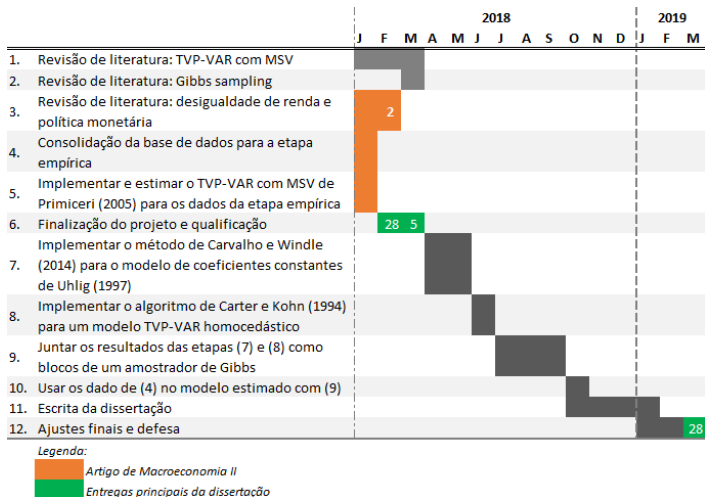 2018 2019
J F M A M J J A S O N D J F M
1. Revisão de literatura: TVP-VAR com MSV
2. Revisão de literatura: Gibbs sampling
3. Revisão de literatura: desigualdade de renda e
política monetária
2
4. Consolidação da base de dados para a etapa
empírica
5. Implementar e estimar o TVP-VAR com MSV de
Primiceri (2005) para os dados da etapa empírica
6. Finalização do projeto e qualificação 28 5
7. Implementar o método de Carvalho e Windle
(2014) para o modelo de coeficientes constantes
de Uhlig (1997)
8. Implementar o algoritmo de Carter e Kohn (1994)
para um modelo TVP-VAR homocedástico
9. Juntar os resultados das etapas (7) e (8) como
blocos de um amostrador de Gibbs
10. Usar os dado de (4) no modelo estimado com (9)
11. Escrita da dissertação
12. Ajustes finais e defesa 28
Legenda:
Artigo de Macroeconomia II
Entregas principais da dissertação